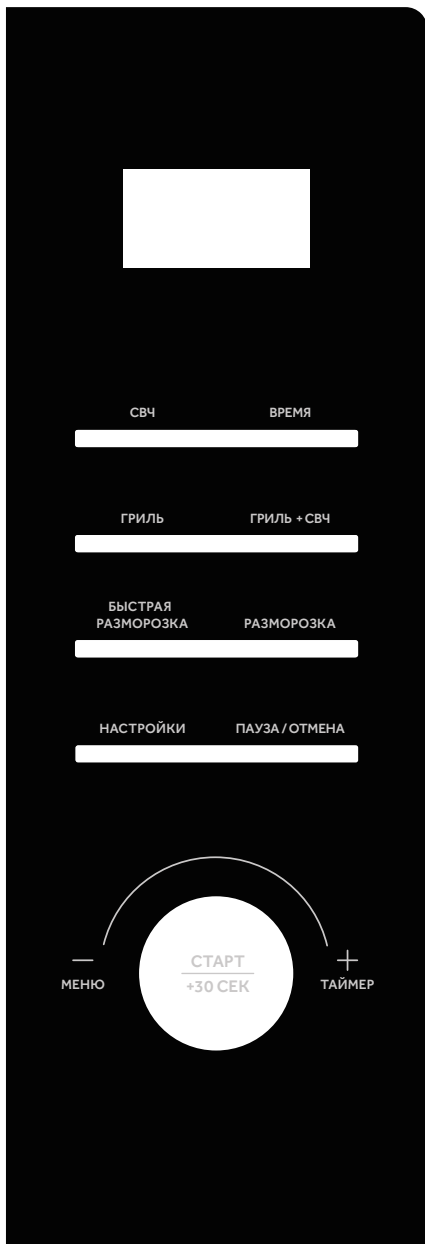 СВЧ ВРЕМЯ
ГРИЛЬ ГРИЛЬ + СВЧ
БЫСТРАЯ
РАЗМОРОЗКА РАЗМОРОЗКА
НАСТРОЙКИ ПАУЗА / ОТМЕНА
СТАРТ
+30 СЕК
— +
МЕНЮ ТАЙМЕР